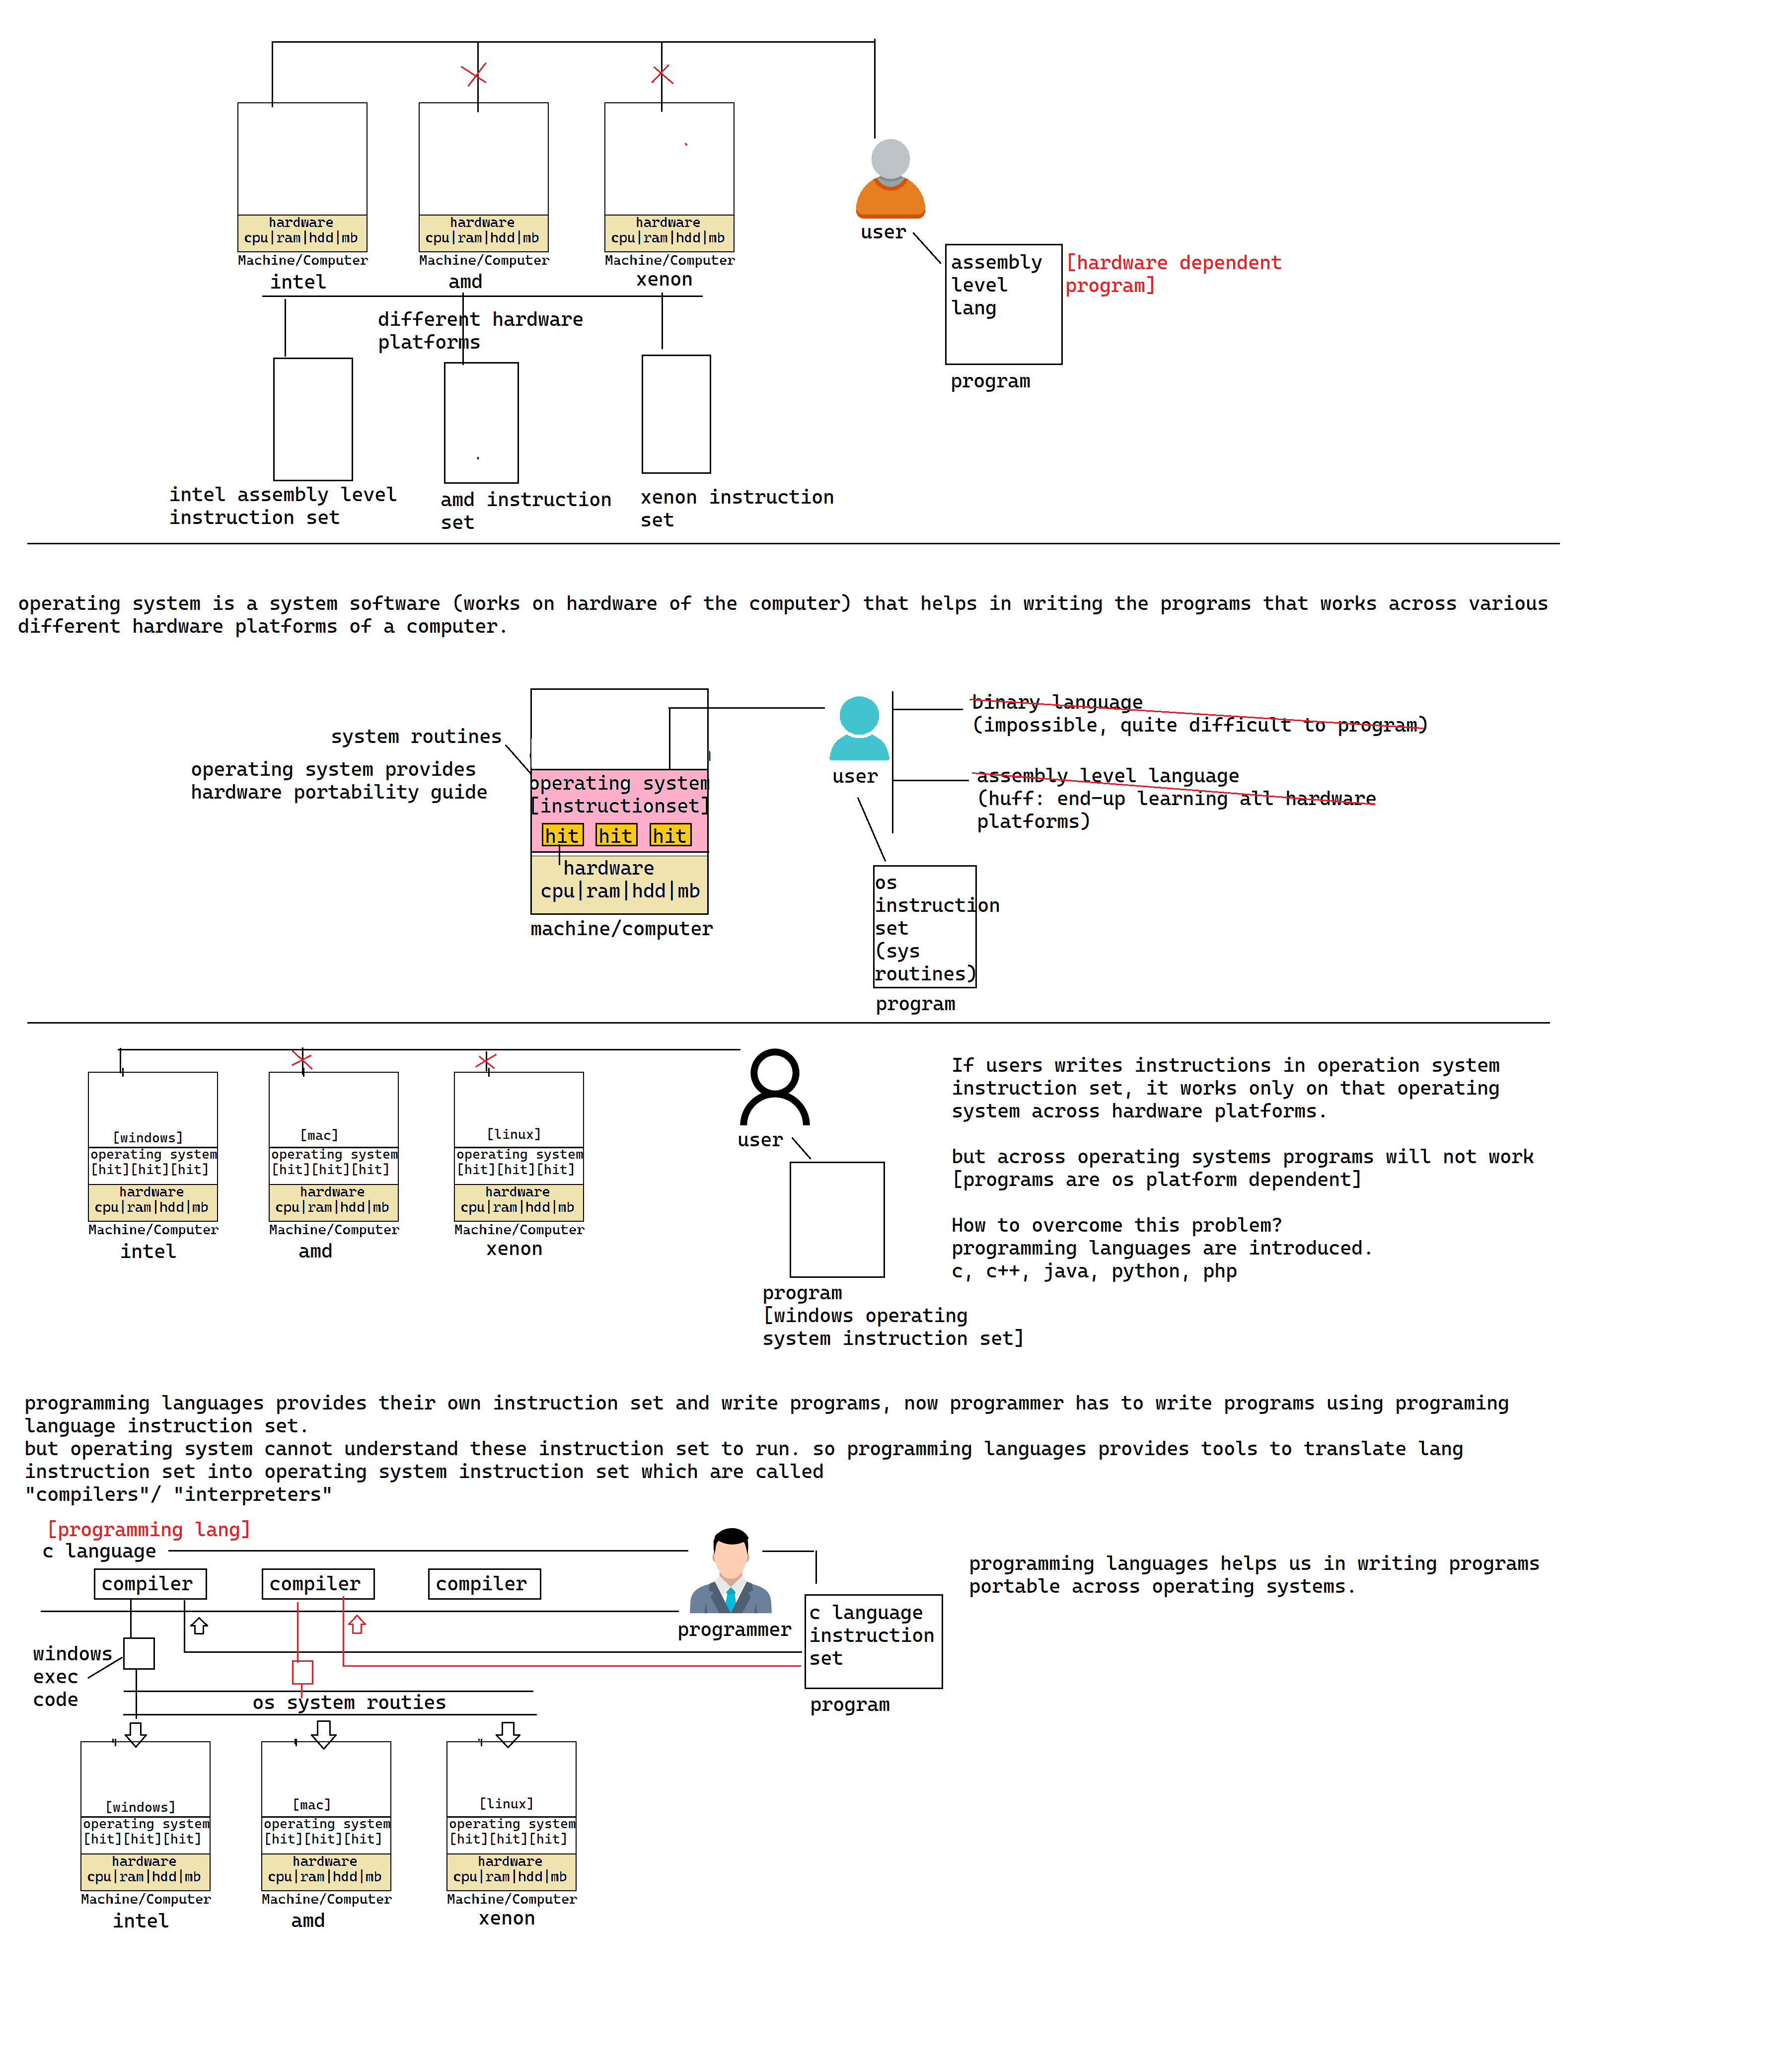 hardware
cpu|ram|hdd|mb
Machine/Computer
intel
hardware
cpu|ram|hdd|mb
Machine/Computer
amd
hardware
cpu|ram|hdd|mb
Machine/Computer
xenon
user
assembly
level
lang
program
[hardware dependent
program]
different hardware
platforms
intel assembly level
instruction set
amd instruction
set
xenon instruction
set
operating system is a system software (works on hardware of the computer) that helps in writing the programs that works across various
different hardware platforms of a computer.
system routines
operating system provides
hardware portability guide
operating system
[instructionset]
hit hit hit
hardware
cpu|ram|hdd|mb
machine/computer
user
binary language
(impossible, quite difficult to program)
assembly level language
(huff: end-up learning all hardware
platforms)
os
instruction
set
(sys
routines)
program
[windows]
operating system
[hit][hit][hit]
hardware
cpu|ram|hdd|mb
Machine/Computer
intel
[mac]
operating system
[hit][hit][hit]
hardware
cpu|ram|hdd|mb
Machine/Computer
amd
[linux]
operating system
[hit][hit][hit]
hardware
cpu|ram|hdd|mb
Machine/Computer
xenon
user
program
[windows operating
system instruction set]
If users writes instructions in operation system
instruction set, it works only on that operating
system across hardware platforms.
but across operating systems programs will not work
[programs are os platform dependent]
How to overcome this problem?
programming languages are introduced.
c, c++, java, python, php
programming languages provides their own instruction set and write programs, now programmer has to write programs using programing
language instruction set.
but operating system cannot understand these instruction set to run. so programming languages provides tools to translate lang
instruction set into operating system instruction set which are called
"compilers"/ "interpreters"
[programming lang]
c language
compiler
compiler
compiler
programmer
c language
instruction
set
program
programming languages helps us in writing programs
portable across operating systems.
windows
exec
code
os system routies
[windows]
operating system
[hit][hit][hit]
hardware
cpu|ram|hdd|mb
Machine/Computer
intel
[mac]
operating system
[hit][hit][hit]
hardware
cpu|ram|hdd|mb
Machine/Computer
amd
[linux]
operating system
[hit][hit][hit]
hardware
cpu|ram|hdd|mb
Machine/Computer
xenon